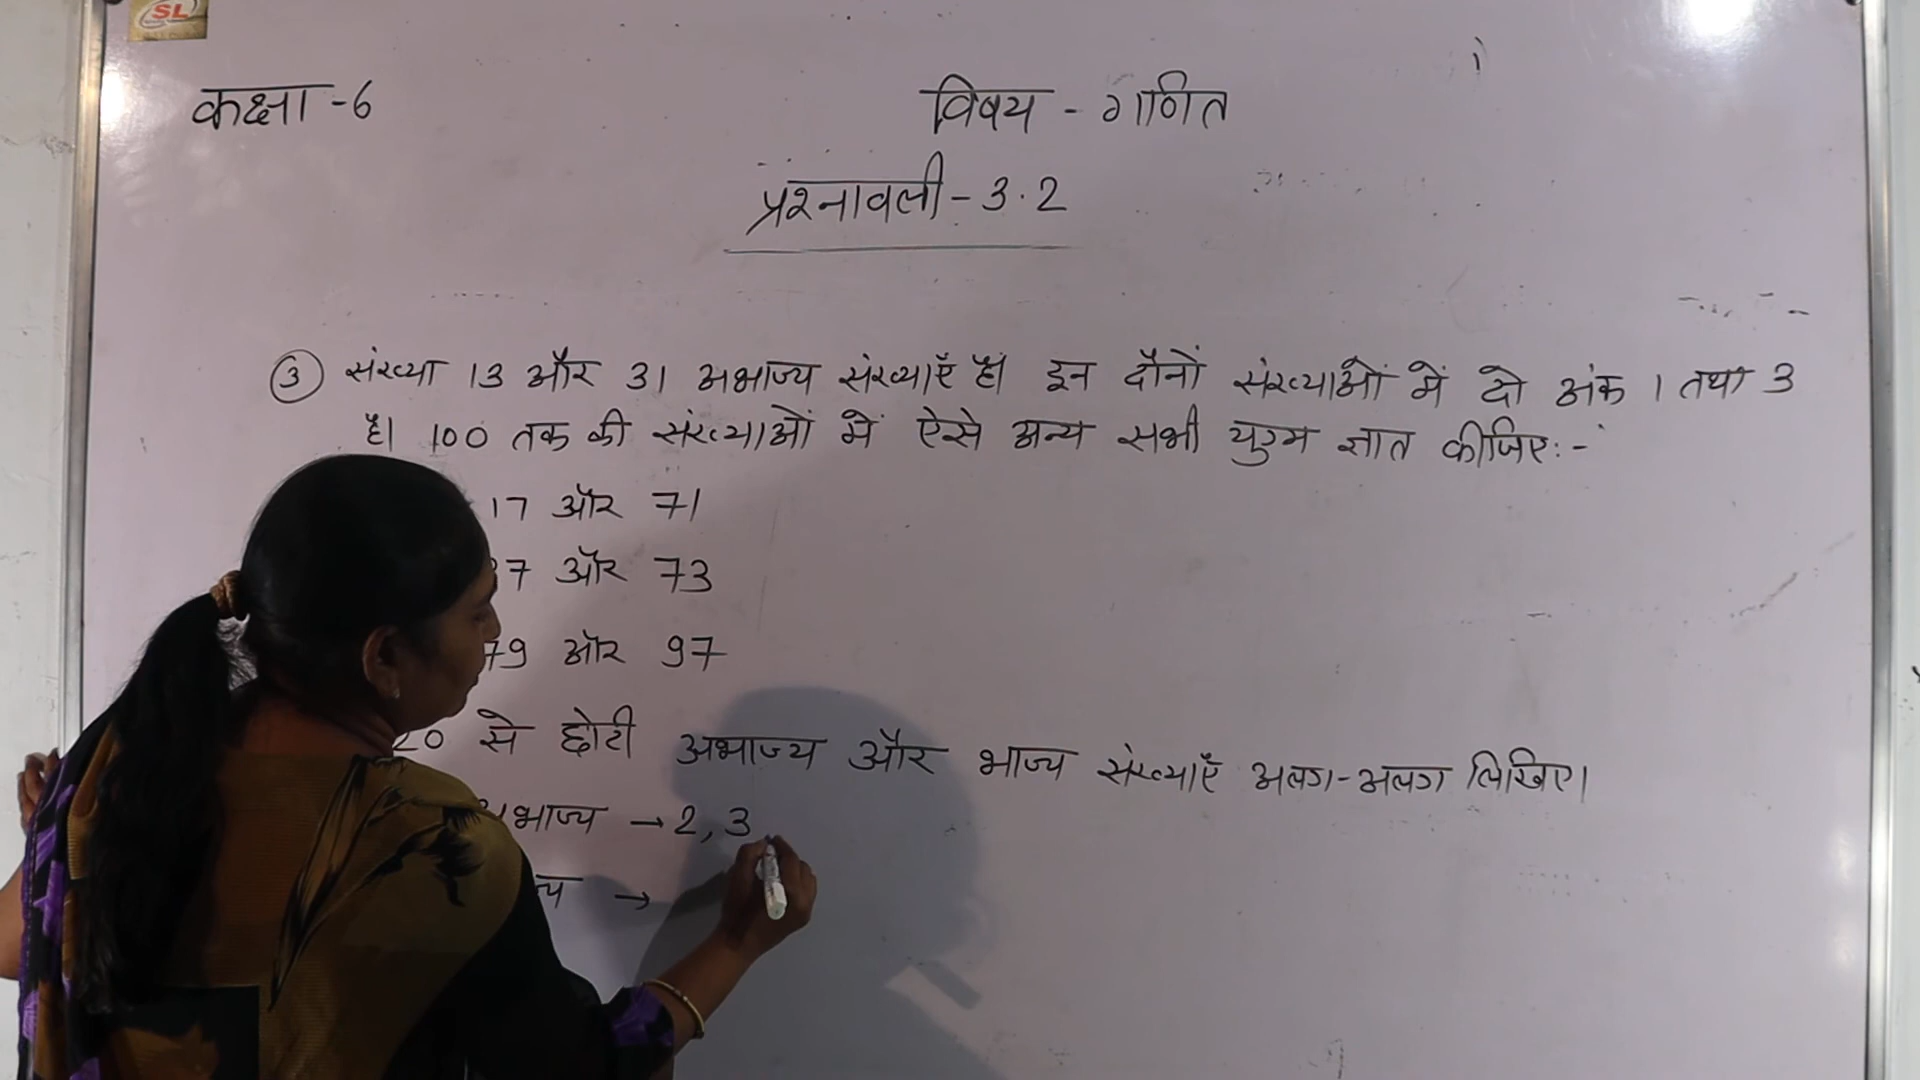 SL
कक्षा -6
विषय - गणित
प्रश्नावली - 3.2
③ संख्या 13 और 31 अभाज्य संख्याएँ हैं। इन दौनों संख्याओं में दो अंक 1 तथा 3
है। 100 तक की संख्याओं में ऐसे अन्य सभी युग्म ज्ञात कीजिए:-
17 और 71
7 और 73
79 और 97
20 से छोटी अभाज्य और भाज्य संख्याएँ अलग-अलग लिखिए।
भाज्य → 2, 3
→